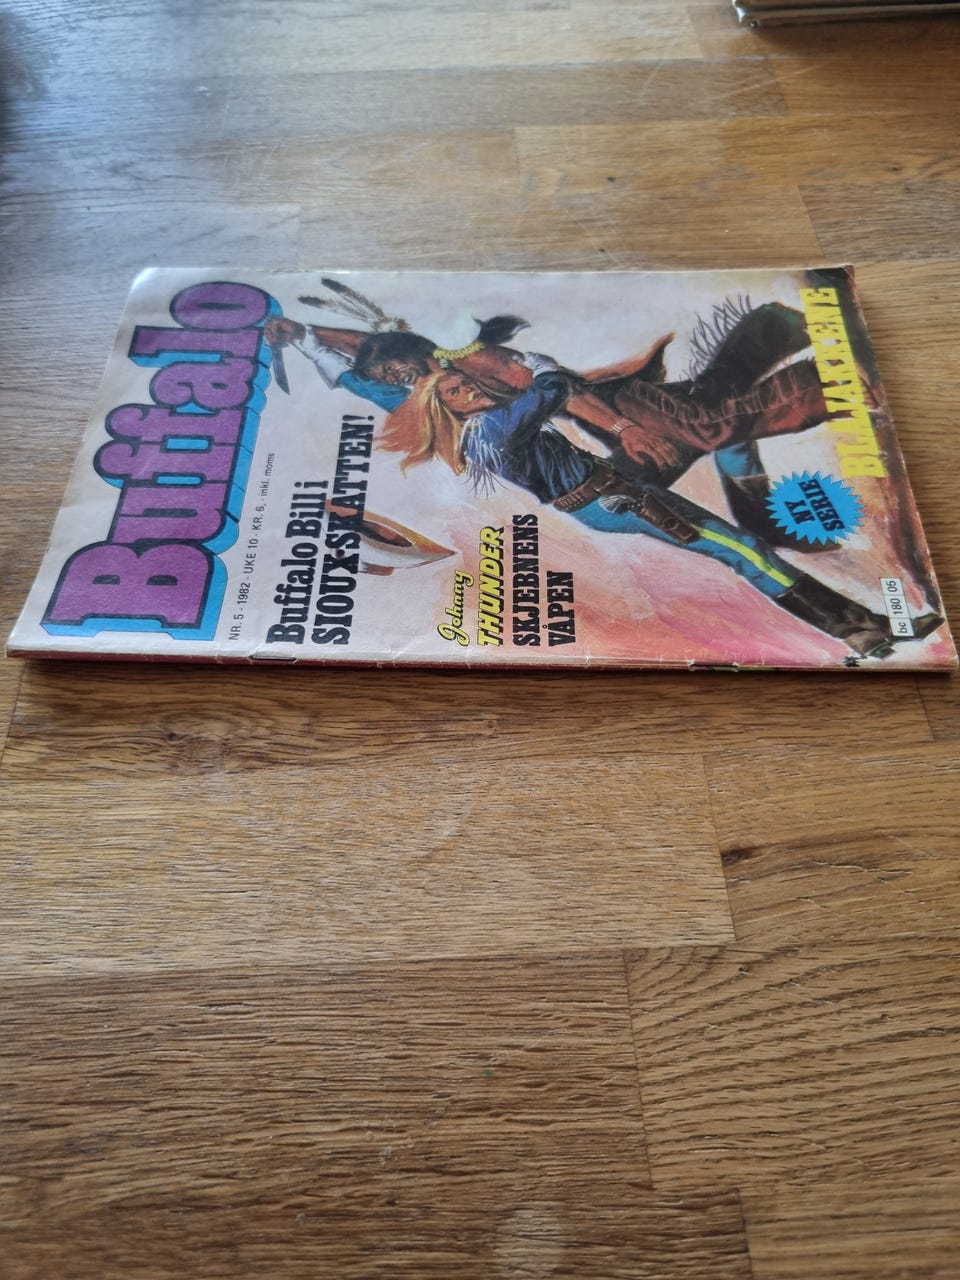 Buffalo
NR. 5 - 1982 - UKE 10 - KR. 6,- inkl. moms
Buffalo Bill i
SIOUX-SKATTEN!
Johnny
THUNDER
SKJEBNENS
VÅPEN
NY
SERIE
BLÅJAKKENE
bc 180 05